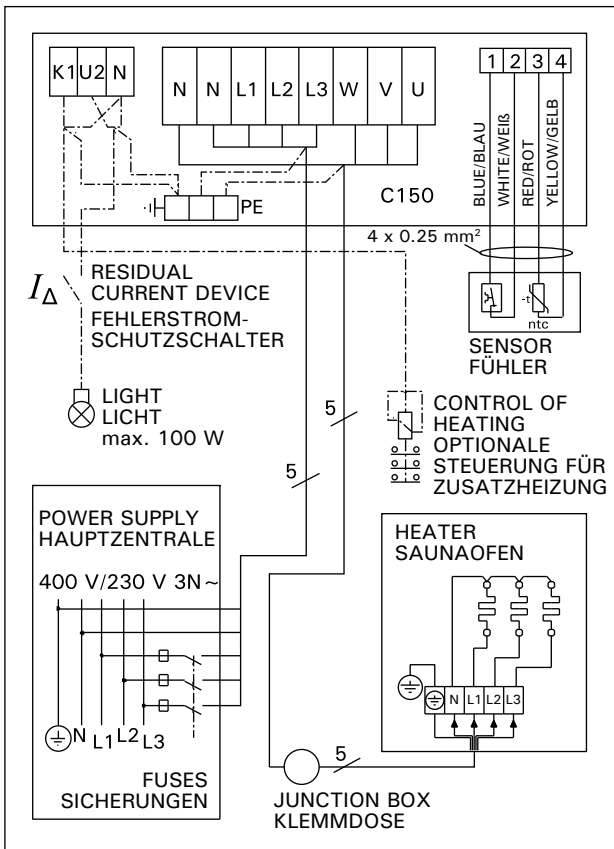 K1 U2 N
N N L1 L2 L3 W V U
1 2 3 4
BLUE/BLAU
WHITE/WEIß
RED/ROT
YELLOW/GELB
PE
C150
4 x 0.25 mm²
-t
ntc
SENSOR
FÜHLER
I∆
RESIDUAL
CURRENT DEVICE
FEHLERSTROM-
SCHUTZSCHALTER
LIGHT
LICHT
max. 100 W
5
5
CONTROL OF
HEATING
OPTIONALE
STEUERUNG FÜR
ZUSATZHEIZUNG
POWER SUPPLY
HAUPTZENTRALE
400 V/230 V 3N~
N L1 L2 L3
FUSES
SICHERUNGEN
HEATER
SAUNAOFEN
N L1 L2 L3
5
JUNCTION BOX
KLEMMDOSE